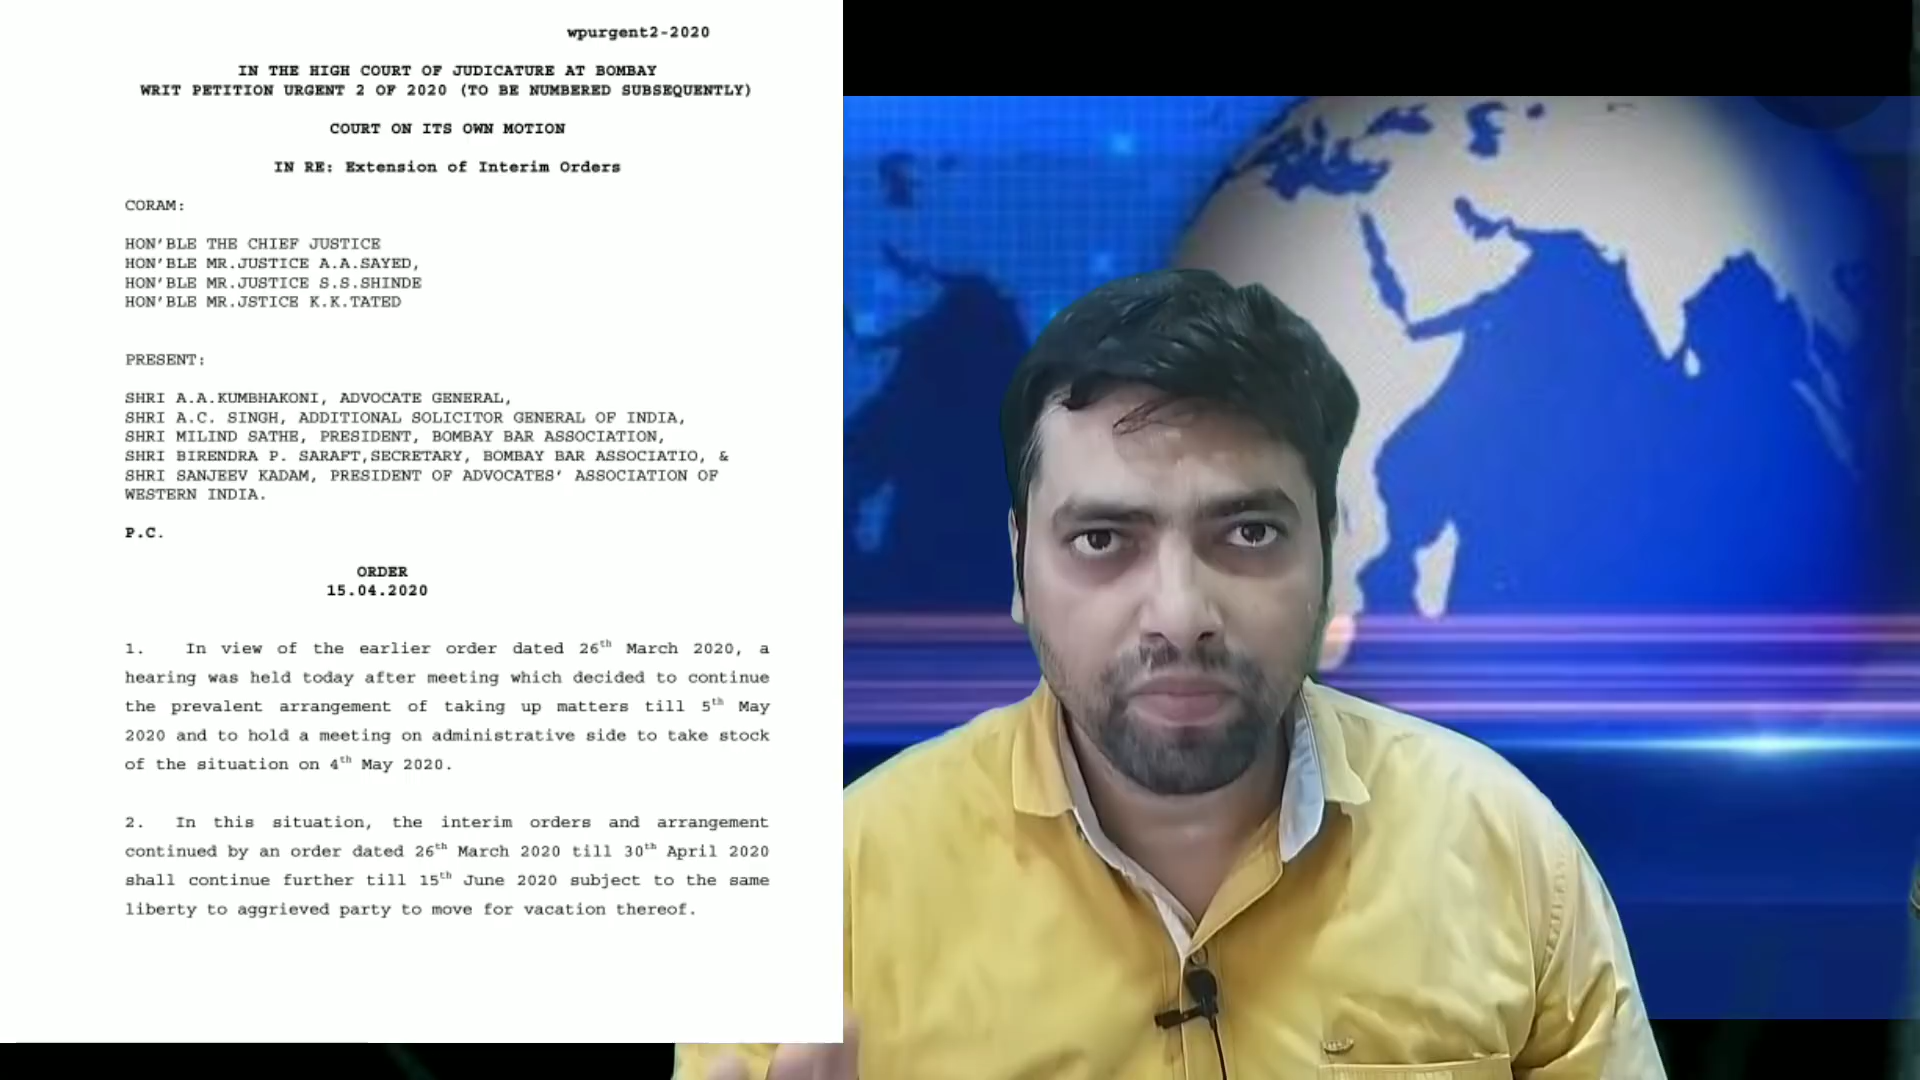 wpurgent2-2020
IN THE HIGH COURT OF JUDICATURE AT BOMBAY
WRIT PETITION URGENT 2 OF 2020 (TO BE NUMBERED SUBSEQUENTLY)
COURT ON ITS OWN MOTION
IN RE: Extension of Interim Orders
CORAM:
HON'BLE THE CHIEF JUSTICE
HON'BLE MR.JUSTICE A.A.SAYED,
HON'BLE MR.JUSTICE S.S.SHINDE
HON'BLE MR.JSTICE K.K.TATED
PRESENT:
SHRI A.A.KUMBHAKONI, ADVOCATE GENERAL,
SHRI A.C. SINGH, ADDITIONAL SOLICITOR GENERAL OF INDIA,
SHRI MILIND SATHE, PRESIDENT, BOMBAY BAR ASSOCIATION,
SHRI BIRENDRA P. SARAFT,SECRETARY, BOMBAY BAR ASSOCIATIO, &
SHRI SANJEEV KADAM, PRESIDENT OF ADVOCATES' ASSOCIATION OF
WESTERN INDIA.
P.C.
ORDER
15.04.2020
1. In view of the earlier order dated 26th March 2020, a
hearing was held today after meeting which decided to continue
the prevalent arrangement of taking up matters till 5th May
2020 and to hold a meeting on administrative side to take stock
of the situation on 4th May 2020.
2. In this situation, the interim orders and arrangement
continued by an order dated 26th March 2020 till 30th April 2020
shall continue further till 15th June 2020 subject to the same
liberty to aggrieved party to move for vacation thereof.